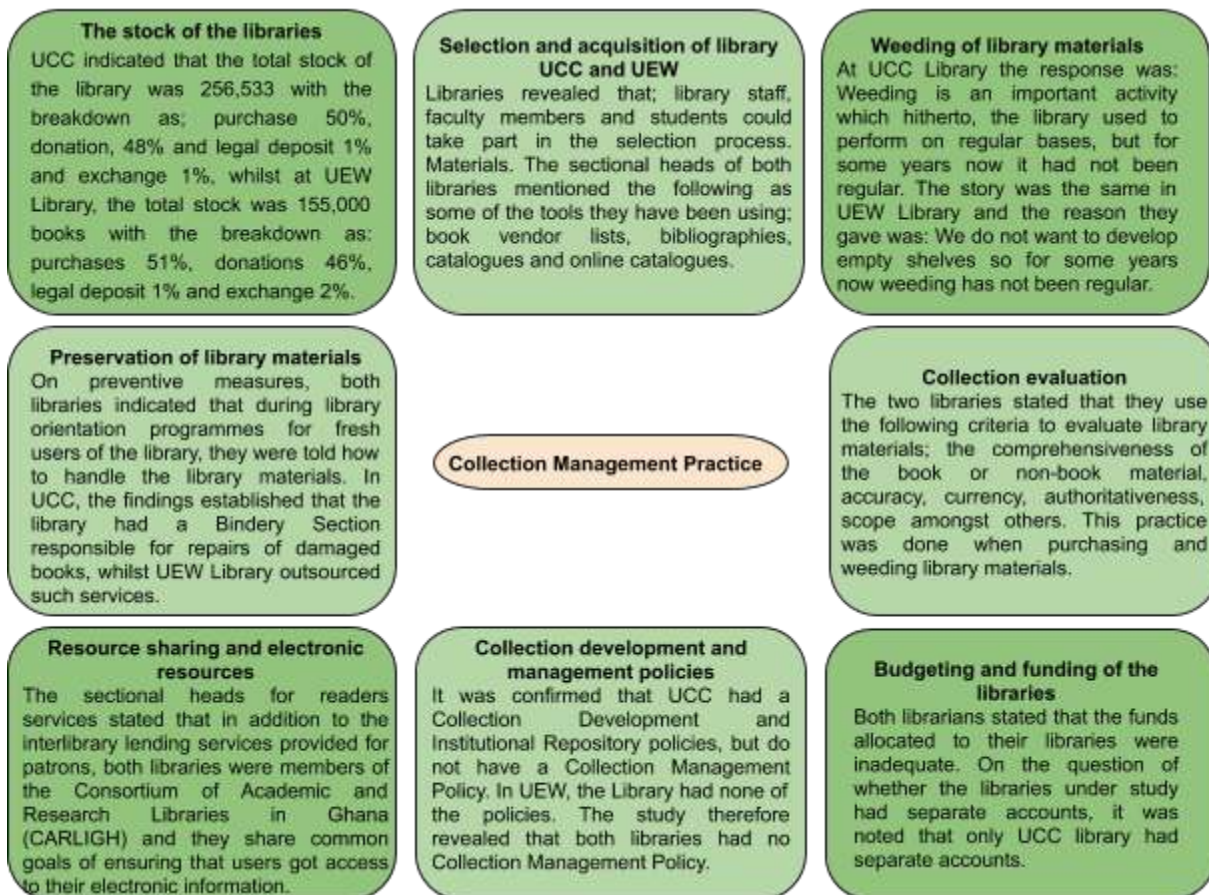 The stock of the libraries
UCC indicated that the total stock of
the library was 256,533 with the
breakdown as; purchase 50%,
donation, 48% and legal deposit 1%
and exchange 1%, whilst at UEW
Library, the total stock was 155,000
books with the breakdown as:
purchases 51%, donations 46%,
legal deposit 1% and exchange 2%.
Selection and acquisition of library
UCC and UEW
Libraries revealed that; library staff,
faculty members and students could
take part in the selection process.
Materials. The sectional heads of both
libraries mentioned the following as
some of the tools they have been using;
book vendor lists, bibliographies,
catalogues and online catalogues.
Weeding of library materials
At UCC Library the response was:
Weeding is an important activity
which hitherto, the library used to
perform on regular bases, but for
some years now it had not been
regular. The story was the same in
UEW Library and the reason they
gave was: We do not want to develop
empty shelves so for some years
now weeding has not been regular.
Preservation of library materials
On preventive measures, both
libraries indicated that during library
orientation programmes for fresh
users of the library, they were told how
to handle the library materials. In
UCC, the findings established that the
library had a Bindery Section
responsible for repairs of damaged
books, whilst UEW Library outsourced
such services.
Collection Management Practice
Collection evaluation
The two libraries stated that they use
the following criteria to evaluate library
materials; the comprehensiveness of
the book or non-book material,
accuracy, currency, authoritativeness,
scope amongst others. This practice
was done when purchasing and
weeding library materials.
Resource sharing and electronic
resources
The sectional heads for readers
services stated that in addition to the
interlibrary lending services provided for
patrons, both libraries were members of
the Consortium of Academic and
Research Libraries in Ghana
(CARLIGH) and they share common
goals of ensuring that users got access
to their electronic information.
Collection development and
management policies
It was confirmed that UCC had a
Collection Development and
Institutional Repository policies, but do
not have a Collection Management
Policy. In UEW, the Library had none of
the policies. The study therefore
revealed that both libraries had no
Collection Management Policy.
Budgeting and funding of the
libraries
Both librarians stated that the funds
allocated to their libraries were
inadequate. On the question of
whether the libraries under study
had separate accounts, it was
noted that only UCC library had
separate accounts.